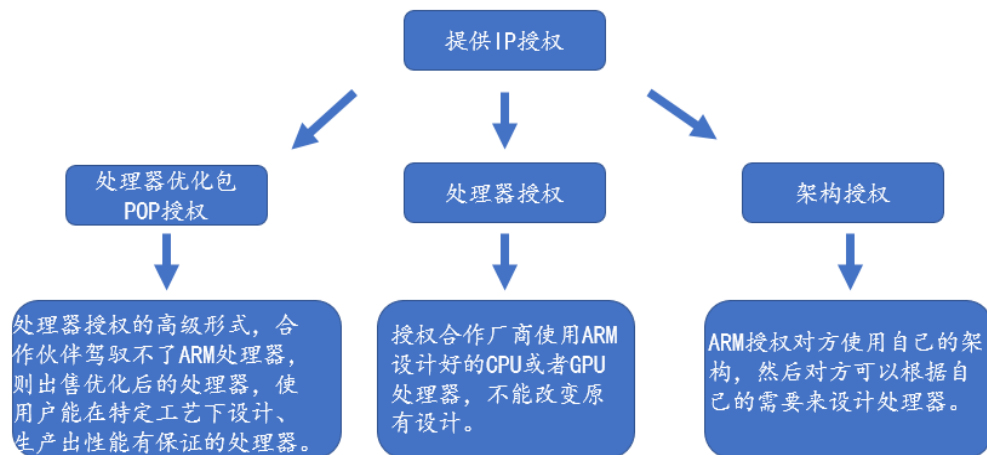 提供IP授权
处理器优化包
POP授权
处理器授权
架构授权
处理器授权的高级形式，合
作伙伴驾驭不了ARM处理器，
则出售优化后的处理器，使
用户能在特定工艺下设计、
生产出性能有保证的处理器。
授权合作厂商使用ARM
设计好的CPU或者GPU
处理器，不能改变原
有设计。
ARM授权对方使用自己的架
构，然后对方可以根据自
己的需要来设计处理器。